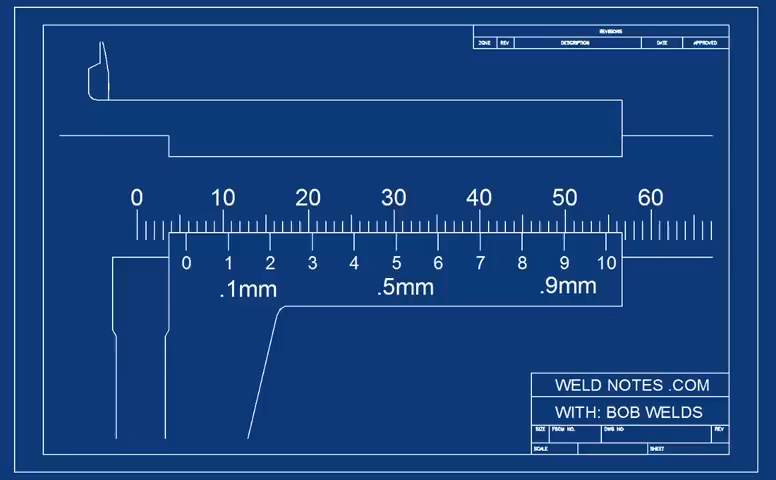 REVISIONS
ZONE REV DESCRIPTION DATE APPROVED
0 10 20 30 40 50 60
0 1 2 3 4 5 6 7 8 9 10
.1mm .5mm .9mm
WELD NOTES .COM
WITH: BOB WELDS
SIZE FSCM NO. DWG NO REV
SCALE SHEET